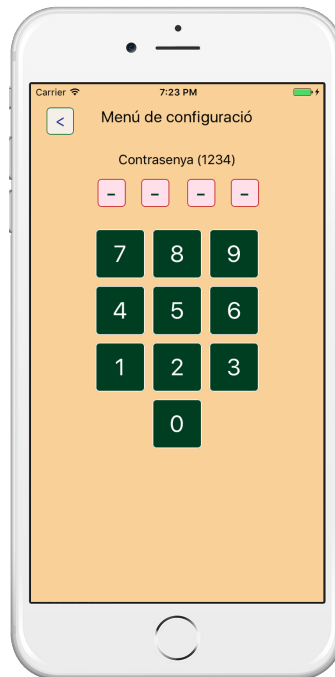 Carrier 7:23 PM
< Menú de configuració
Contrasenya (1234)
- - - -
7 8 9
4 5 6
1 2 3
0